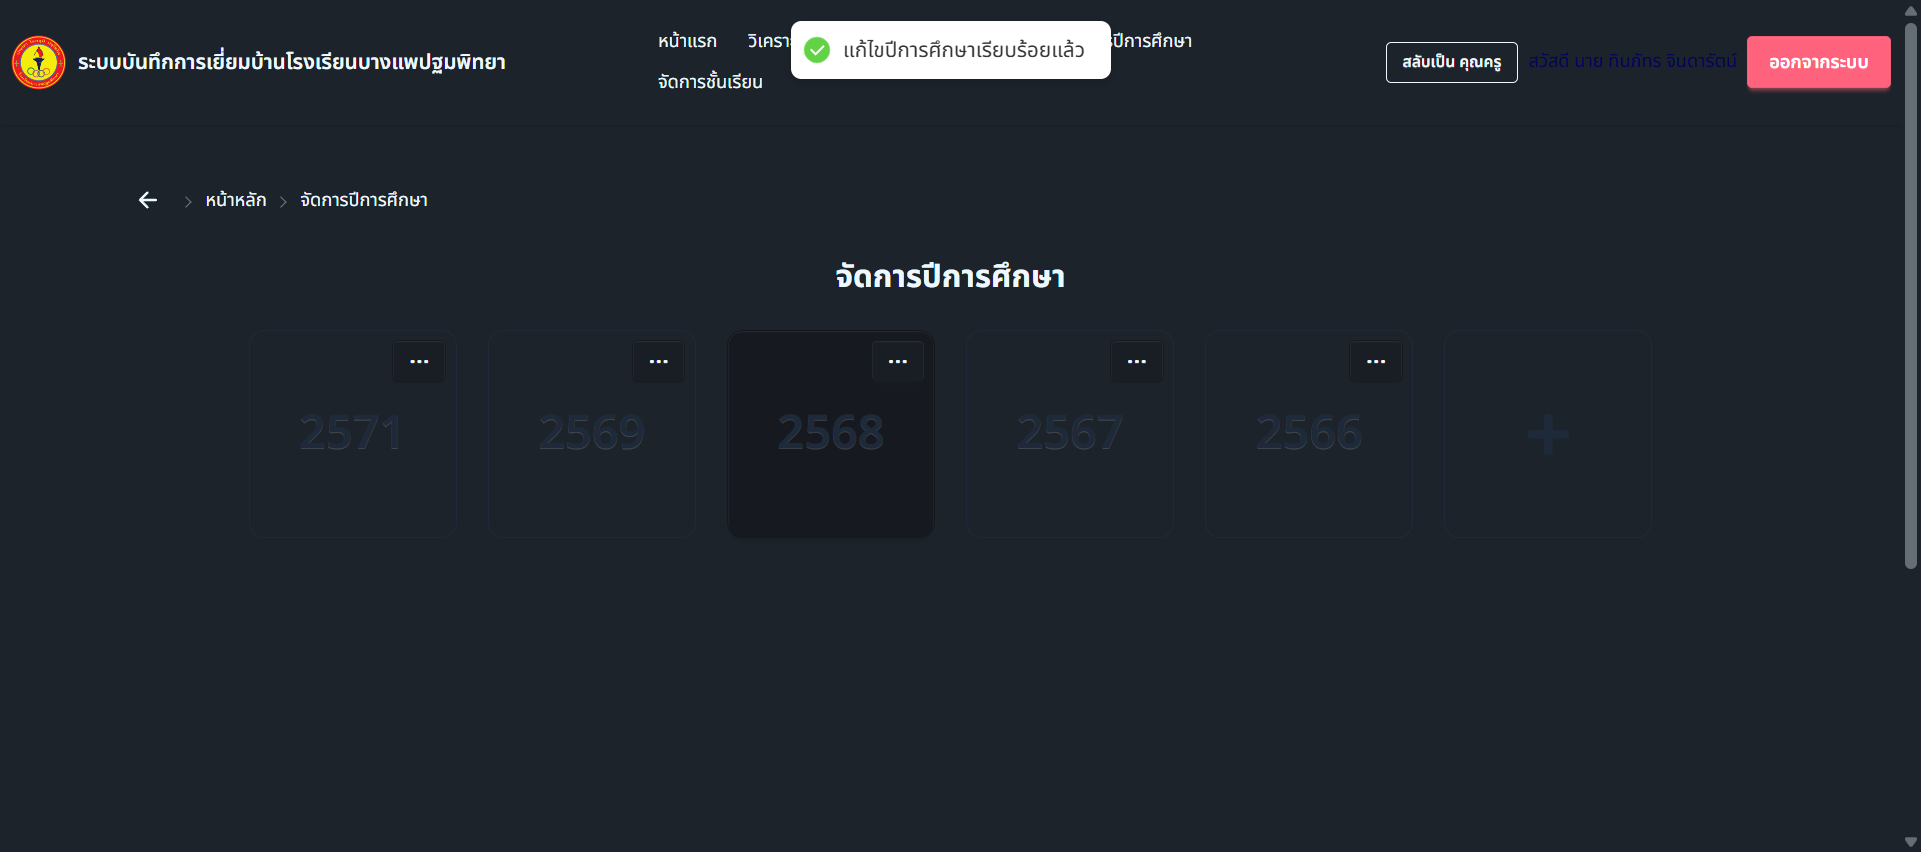 ระบบบันทึกการเยี่ยมบ้านโรงเรียนบางแพปฐมพิทยา
หน้าแรก
ปีการศึกษา
จัดการชั้นเรียน
แก้ไขปีการศึกษาเรียบร้อยแล้ว
สลับเป็น คุณครู
สวัสดี นาย ทินภัทร จินดารัตน์
ออกจากระบบ
หน้าหลัก
จัดการปีการศึกษา
จัดการปีการศึกษา
2571
2569
2568
2567
2566
+